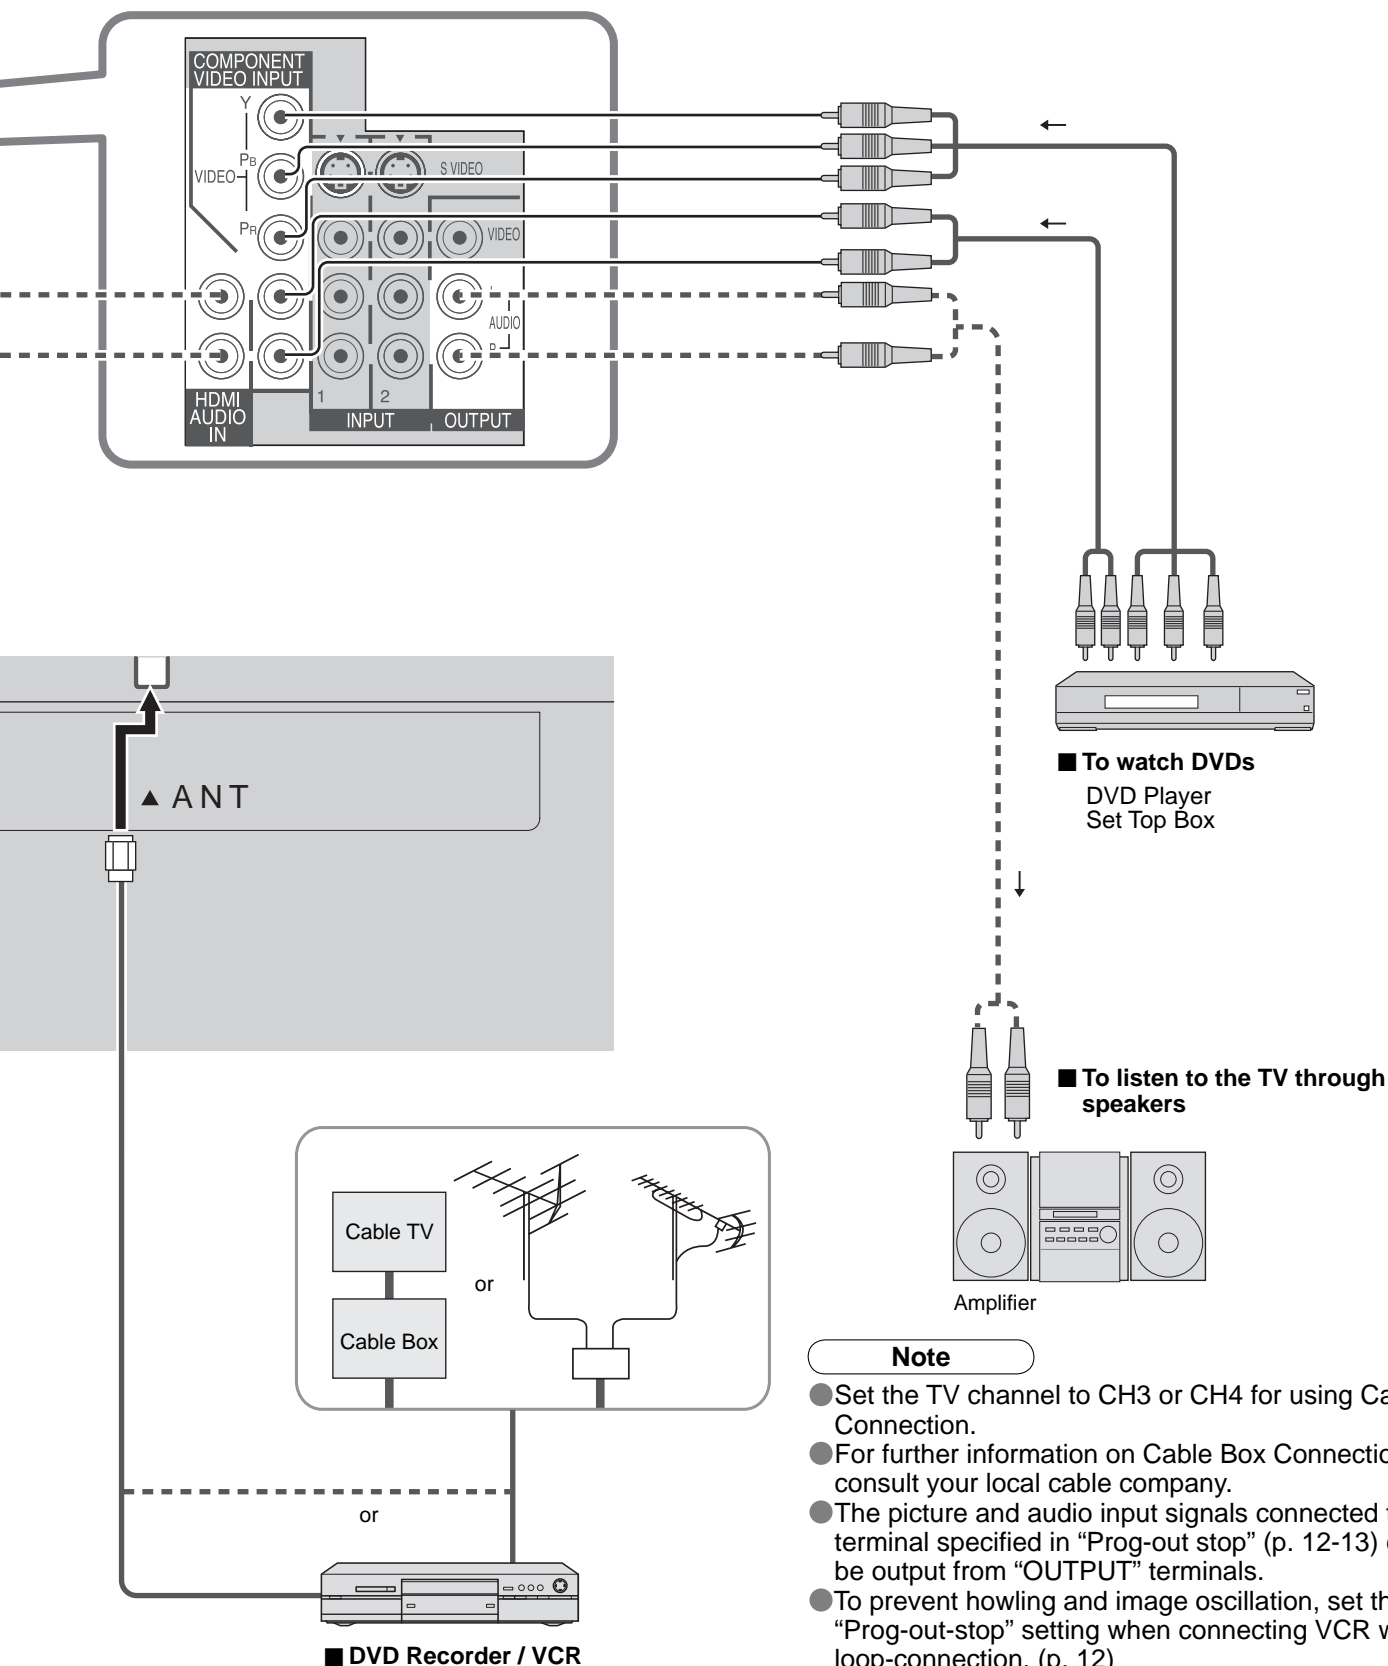 COMPONENT
VIDEO INPUT
Y
PB
VIDEO
PR
S VIDEO
VIDEO
AUDIO
1
2
HDMI
AUDIO
IN
INPUT
OUTPUT
■ To watch DVDs
DVD Player
Set Top Box
▲ ANT
■ To listen to the TV through
speakers
Amplifier
Cable TV
or
Cable Box
or
■ DVD Recorder / VCR
Note
●Set the TV channel to CH3 or CH4 for using
Connection.
●For further information on Cable Box
consult your local cable company.
●The picture and audio input signals connected
terminal specified in “Prog-out stop” (p. 12-13)
be output from “OUTPUT” terminals.
●To prevent howling and image oscillation, set
“Prog-out-stop” setting when connecting VCR
loop-connection. (p. 12)